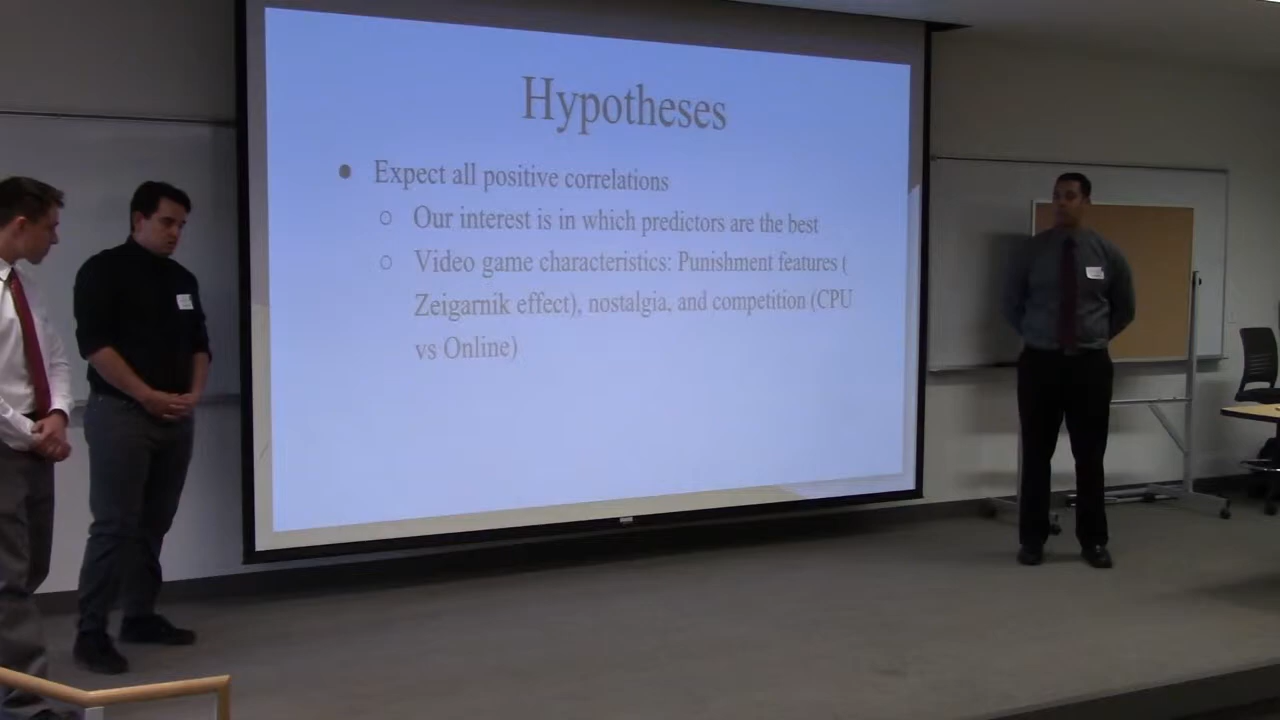 Hypotheses
● Expect all positive correlations
○ Our interest is in which predictors are the best
○ Video game characteristics: Punishment features (
Zeigarnik effect), nostalgia, and competition (CPU
vs Online)